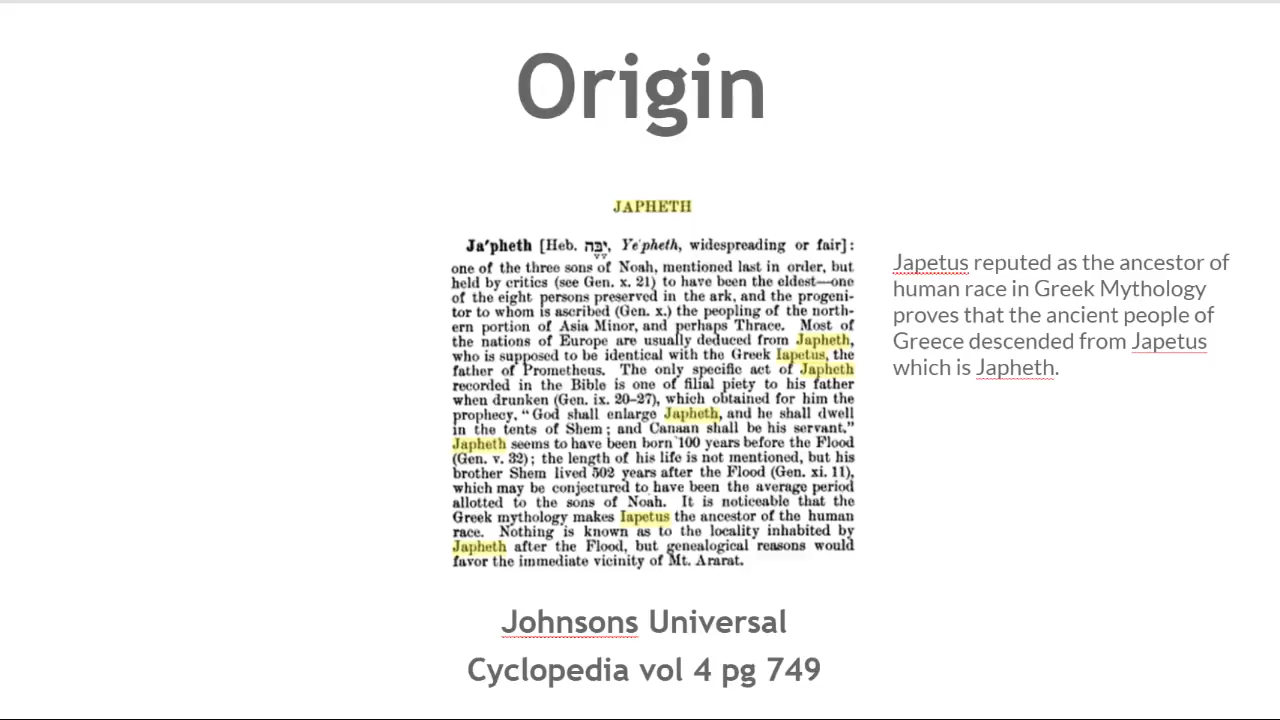 Origin
JAPHETH
Ja'pheth [Heb. יֶפֶת, Ye'pheth, widespreading or fair]:
one of the three sons of Noah, mentioned last in order, but
held by critics (see Gen. x. 21) to have been the eldest—one
of the eight persons preserved in the ark, and the progeni-
tor to whom is ascribed (Gen. x.) the peopling of the north-
ern portion of Asia Minor, and perhaps Thrace. Most of
the nations of Europe are usually deduced from Japheth,
who is supposed to be identical with the Greek Iapetus, the
father of Prometheus. The only specific act of Japheth
recorded in the Bible is one of filial piety to his father
when drunken (Gen. ix. 20-27), which obtained for him the
prophecy, "God shall enlarge Japheth, and he shall dwell
in the tents of Shem; and Canaan shall be his servant."
Japheth seems to have been born 100 years before the Flood
(Gen. v. 32); the length of his life is not mentioned, but his
brother Shem lived 502 years after the Flood (Gen. xi. 11),
which may be conjectured to have been the average period
allotted to the sons of Noah. It is noticeable that the
Greek mythology makes Iapetus the ancestor of the human
race. Nothing is known as to the locality inhabited by
Japheth after the Flood, but genealogical reasons would
favor the immediate vicinity of Mt. Ararat.
Japetus reputed as the ancestor of
human race in Greek Mythology
proves that the ancient people of
Greece descended from Japetus
which is Japheth.
Johnsons Universal
Cyclopedia vol 4 pg 749